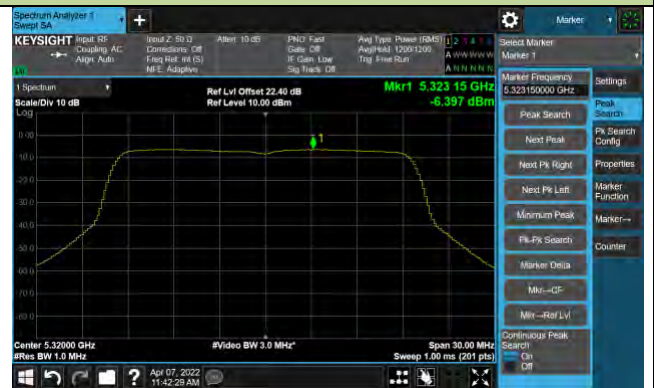 Spectrum Analyzer 1
Swept SA
+
Marker
KEYSIGHT
Input: RF
Coupling: AC
Align: Auto
Input Z: 50 Ω
Corrections: Off
Freq Ref: Int (S)
NFE: Adaptive
Atten: 10 dB
PNO: Fast
Gate: Off
IF Gain: Low
Sig Track: Off
Avg Type: Power (RMS)
Avg|Hold: 1200/1200
Trig: Free Run
1 2 3 4 5 6
A W W W W W
A N N N N N
Select Marker
Marker 1
1 Spectrum
Scale/Div 10 dB
Log
Ref Lvl Offset 22.40 dB
Ref Level 10.00 dBm
Mkr1 5.323 15 GHz
-6.397 dBm
0.00
-10.0
-20.0
-30.0
-40.0
-50.0
-60.0
-70.0
-80.0
1
Center 5.32000 GHz
#Res BW 1.0 MHz
#Video BW 3.0 MHz*
Span 30.00 MHz
Sweep 1.00 ms (201 pts)
Marker Frequency
5.323150000 GHz
Peak Search
Next Peak
Next Pk Right
Next Pk Left
Minimum Peak
Pk-Pk Search
Marker Delta
Mkr→CF
Mkr→Ref Lvl
Continuous Peak
Search
On
Off
Settings
Peak
Search
Pk Search
Config
Properties
Marker
Function
Marker→
Counter
?
Apr 07, 2022
11:42:29 AM